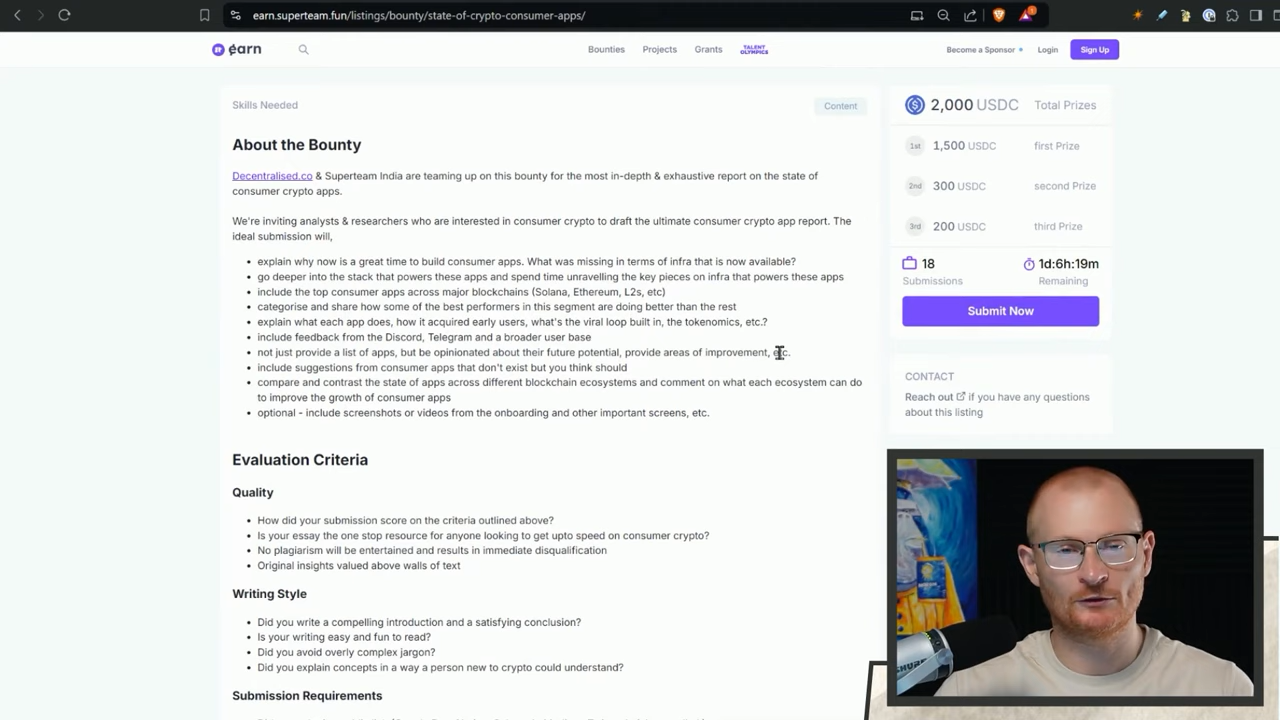 earn.superteam.fun/listings/bounty/state-of-crypto-consumer-apps/
earn
Bounties
Projects
Grants
TALENT OLYMPICS
Become a Sponsor
Login
Sign Up
Skills Needed
Content
About the Bounty
Decentralised.co & Superteam India are teaming up on this bounty for the most in-depth & exhaustive report on the state of
consumer crypto apps.
We're inviting analysts & researchers who are interested in consumer crypto to draft the ultimate consumer crypto app report. The
ideal submission will,
• explain why now is a great time to build consumer apps. What was missing in terms of infra that is now available?
• go deeper into the stack that powers these apps and spend time unravelling the key pieces on infra that powers these apps
• include the top consumer apps across major blockchains (Solana, Ethereum, L2s, etc)
• categorise and share how some of the best performers in this segment are doing better than the rest
• explain what each app does, how it acquired early users, what's the viral loop built in, the tokenomics, etc.?
• include feedback from the Discord, Telegram and a broader user base
• not just provide a list of apps, but be opinionated about their future potential, provide areas of improvement, etc.
• include suggestions from consumer apps that don't exist but you think should
• compare and contrast the state of apps across different blockchain ecosystems and comment on what each ecosystem can do
to improve the growth of consumer apps
• optional - include screenshots or videos from the onboarding and other important screens, etc.
Evaluation Criteria
Quality
• How did your submission score on the criteria outlined above?
• Is your essay the one stop resource for anyone looking to get upto speed on consumer crypto?
• No plagiarism will be entertained and results in immediate disqualification
• Original insights valued above walls of text
Writing Style
• Did you write a compelling introduction and a satisfying conclusion?
• Is your writing easy and fun to read?
• Did you avoid overly complex jargon?
• Did you explain concepts in a way a person new to crypto could understand?
Submission Requirements
2,000 USDC Total Prizes
1st 1,500 USDC first Prize
2nd 300 USDC second Prize
3rd 200 USDC third Prize
18 1d:6h:19m
Submissions Remaining
Submit Now
CONTACT
Reach out if you have any questions
about this listing